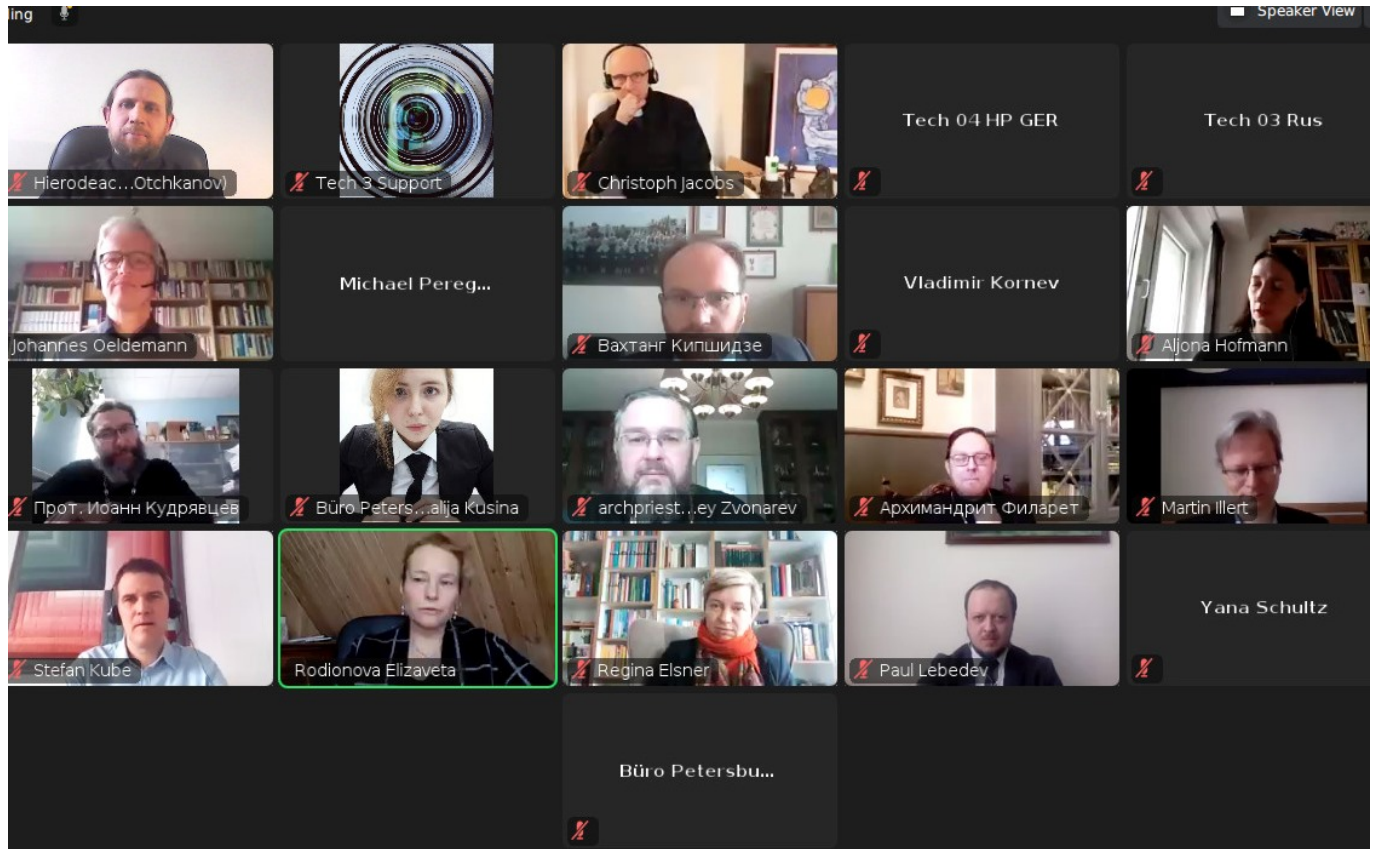 ling
Speaker View
Hierodeac...Otchkanov)
Tech 3 Support
Christoph Jacobs
Tech 04 HP GER
Tech 03 Rus
Johannes Oeldemann
Michael Pereg...
Вахтанг Кипшидзе
Vladimir Kornev
Aljona Hofmann
Прот. Иоанн Кудрявцев
Büro Peters...alija Kusina
archpriest...ey Zvonarev
Архимандрит Филарет
Martin Illert
Stefan Kube
Rodionova Elizaveta
Regina Elsner
Paul Lebedev
Yana Schultz
Büro Petersbu...